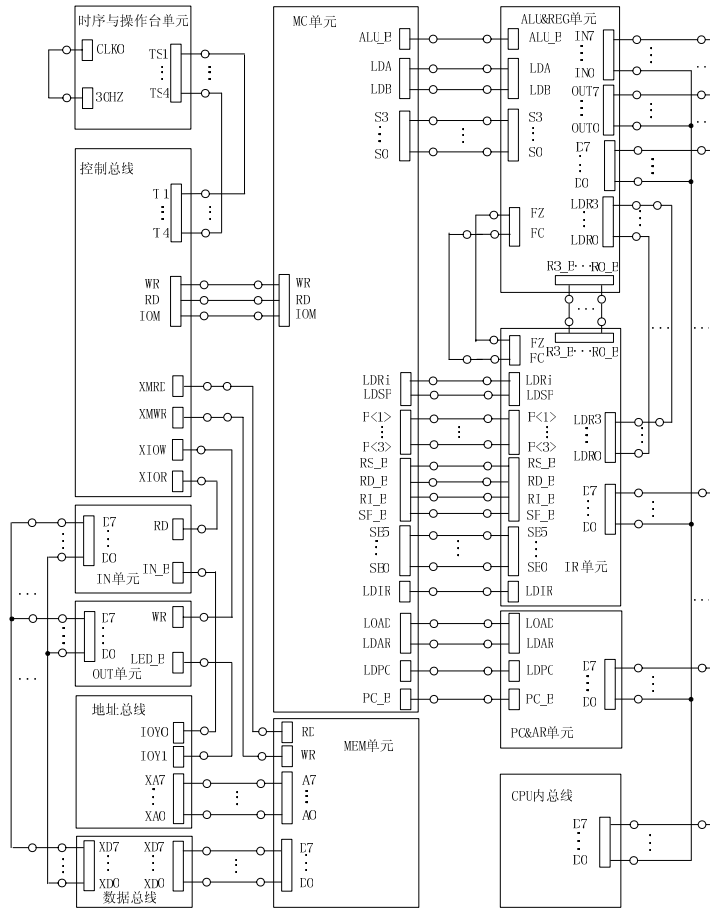 时序与操作台单元
CLK0
30HZ
TS1
TS4
控制总线
T1
T4
WR
RD
IOM
XMRD
XMWR
XIOW
XIOR
D7
D0
RD
IN_B
IN单元
D7
D0
WR
LED_B
OUT单元
地址总线
IOY0
IOY1
XA7
XA0
XD7
XD0
XD7
XD0
数据总线
MC单元
ALU_B
LDA
LDB
S3
S0
WR
RD
IOM
LDRi
LDSP
P<1>
P<3>
RS_B
RD_B
RI_B
SP_B
SE5
SE0
LDIR
LOAD
LDAR
LDPC
PC_B
MEM单元
RD
WR
A7
A0
D7
D0
ALU&REG单元
ALU_B
LDA
LDB
S3
S0
IN7
IN0
OUT7
OUT0
D7
D0
FZ
FC
LDR3
LDR0
R3_B···R0_B
R3_B···R0_B
FZ
FC
LDRi
LDSP
P<1>
P<3>
RS_B
RD_B
RI_B
SP_B
SE5
SE0
LDIR
LDR3
LDR0
D7
D0
IR单元
LOAD
LDAR
LDPC
PC_B
D7
D0
PC&AR单元
CPU内总线
D7
D0